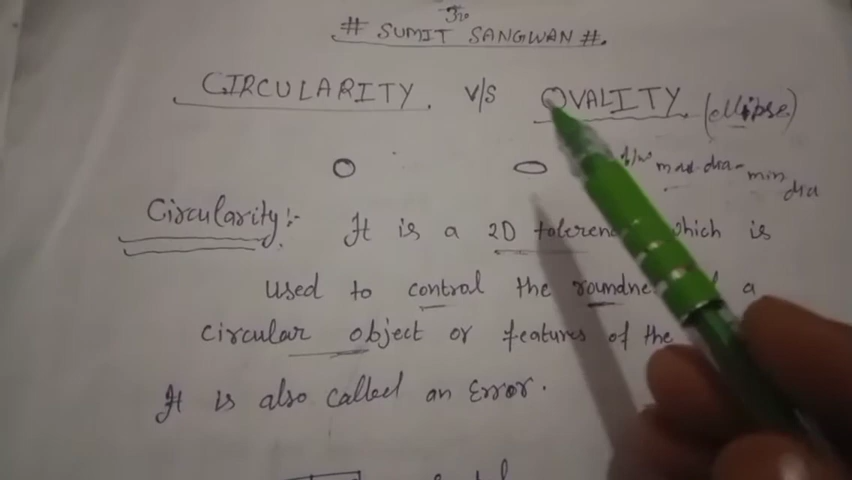 # SUMIT SANGWAN #.
CIRCULARITY. V/S OVALITY. (ellipse)
max dia - min dia
Circularity:- It is a 2D which is
used to control the a
circular object or features of the
It is also called an Error.